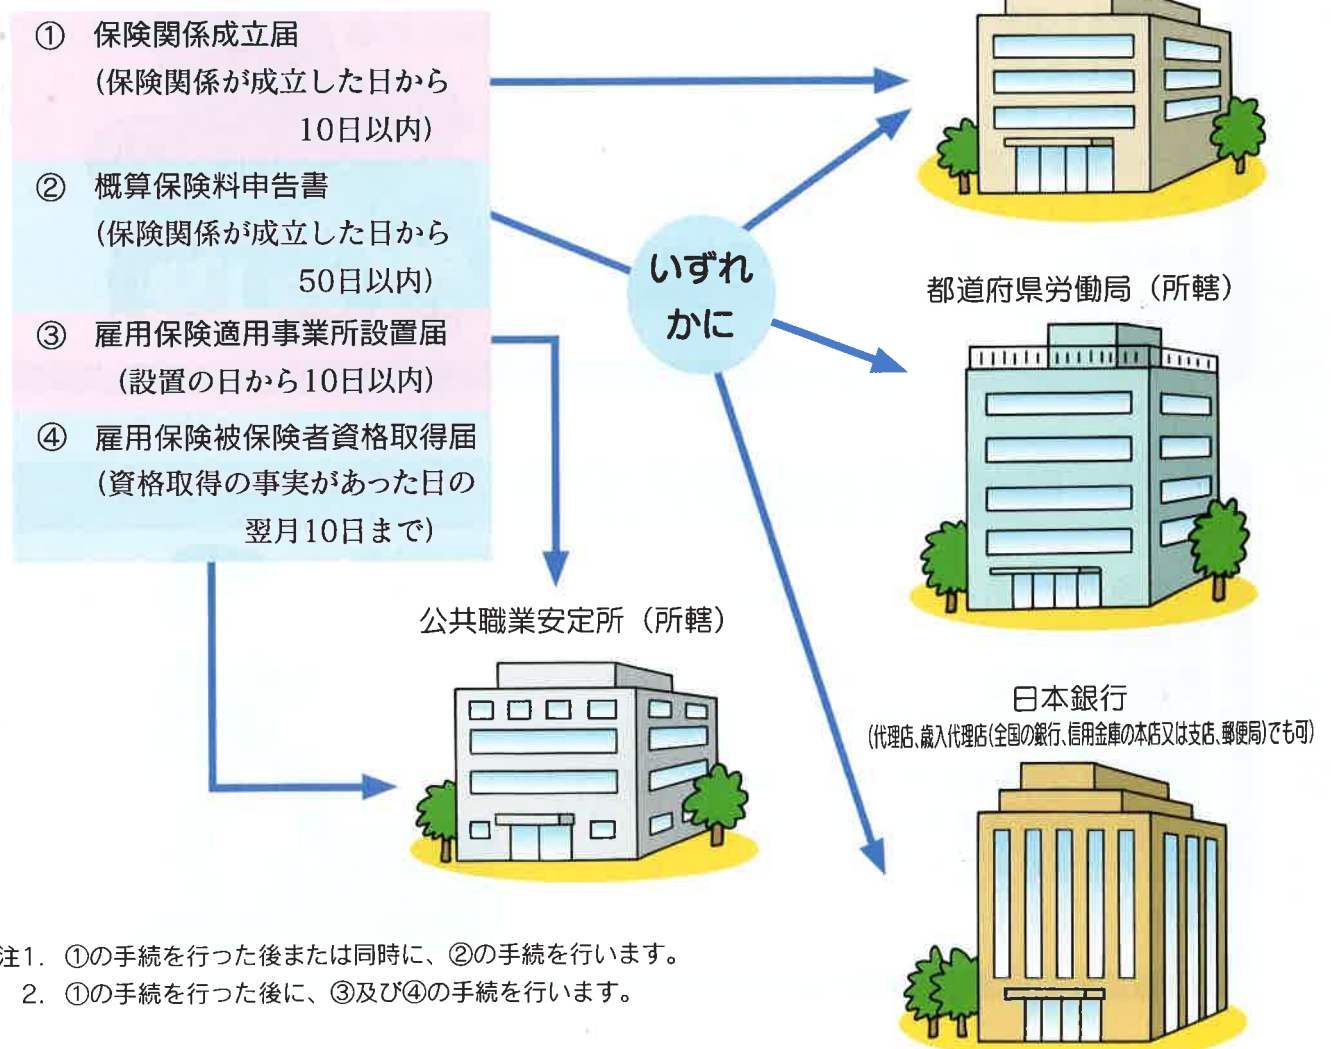 ① 保険関係成立届
(保険関係が成立した日から
10日以内)
② 概算保険料申告書
(保険関係が成立した日から
50日以内)
③ 雇用保険適用事業所設置届
(設置の日から10日以内)
④ 雇用保険被保険者資格取得届
(資格取得の事実があった日の
翌月10日まで)
いずれ
かに
都道府県労働局(所轄)
公共職業安定所(所轄)
日本銀行
(代理店、歳入代理店(全国の銀行、信用金庫の本店又は支店、郵便局)でも可)
注1. ①の手続を行った後または同時に、②の手続を行います。
2. ①の手続を行った後に、③及び④の手続を行います。